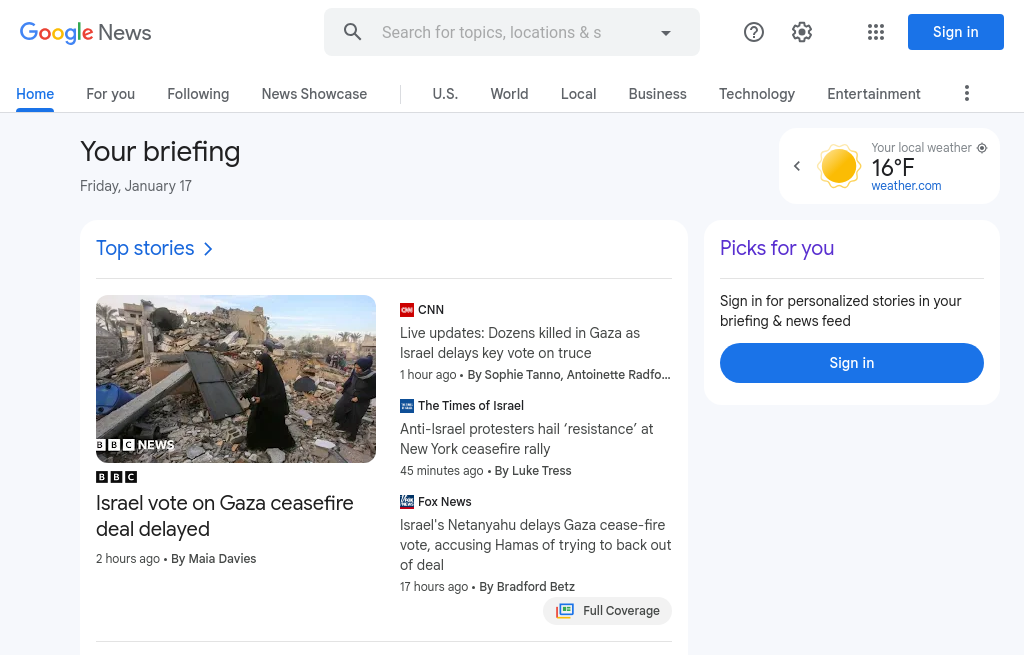 Google News
Search for topics, locations & s
Sign in
Home
For you
Following
News Showcase
U.S.
World
Local
Business
Technology
Entertainment
Your briefing
Friday, January 17
Your local weather
16°F
weather.com
Top stories
BBC NEWS
BBC
Israel vote on Gaza ceasefire
deal delayed
2 hours ago • By Maia Davies
CNN
CNN
Live updates: Dozens killed in Gaza as
Israel delays key vote on truce
1 hour ago • By Sophie Tanno, Antoinette Radfo…
The Times of Israel
Anti-Israel protesters hail ‘resistance’ at
New York ceasefire rally
45 minutes ago • By Luke Tress
FOX NEWS
Fox News
Israel's Netanyahu delays Gaza cease-fire
vote, accusing Hamas of trying to back out
of deal
17 hours ago • By Bradford Betz
Full Coverage
Picks for you
Sign in for personalized stories in your
briefing & news feed
Sign in